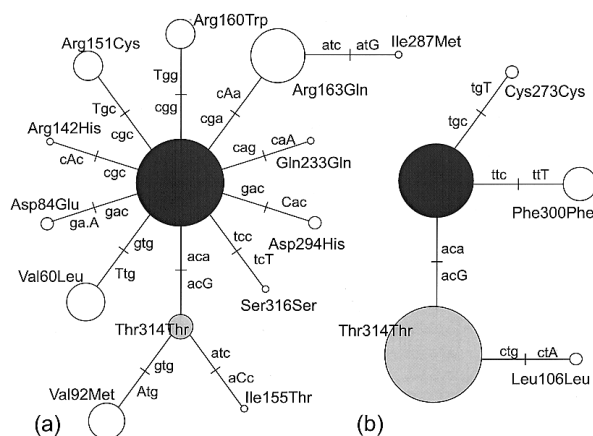 Arg160Trp
Arg151Cys
atc atG Ile287Met
tgT
Cys273Cys
Tgg
cAa
Arg163Gln
tgc
Arg142His
Tgc
cgg
cga
cgc
cag caA
Gln233Gln
cAc cgc
ttc ttT
Asp84Glu
gac
gac Cac
Phe300Phe
ga.A
Asp294His
gtg
tcc
tcT
aca
Val60Leu
Ttg
aca
acG
acG
Ser316Ser
Thr314Thr
Thr314Thr
gtg
atc
ctg ctA
Val92Met
Atg
aCc
Leu106Leu
Ile155Thr
(a)
(b)